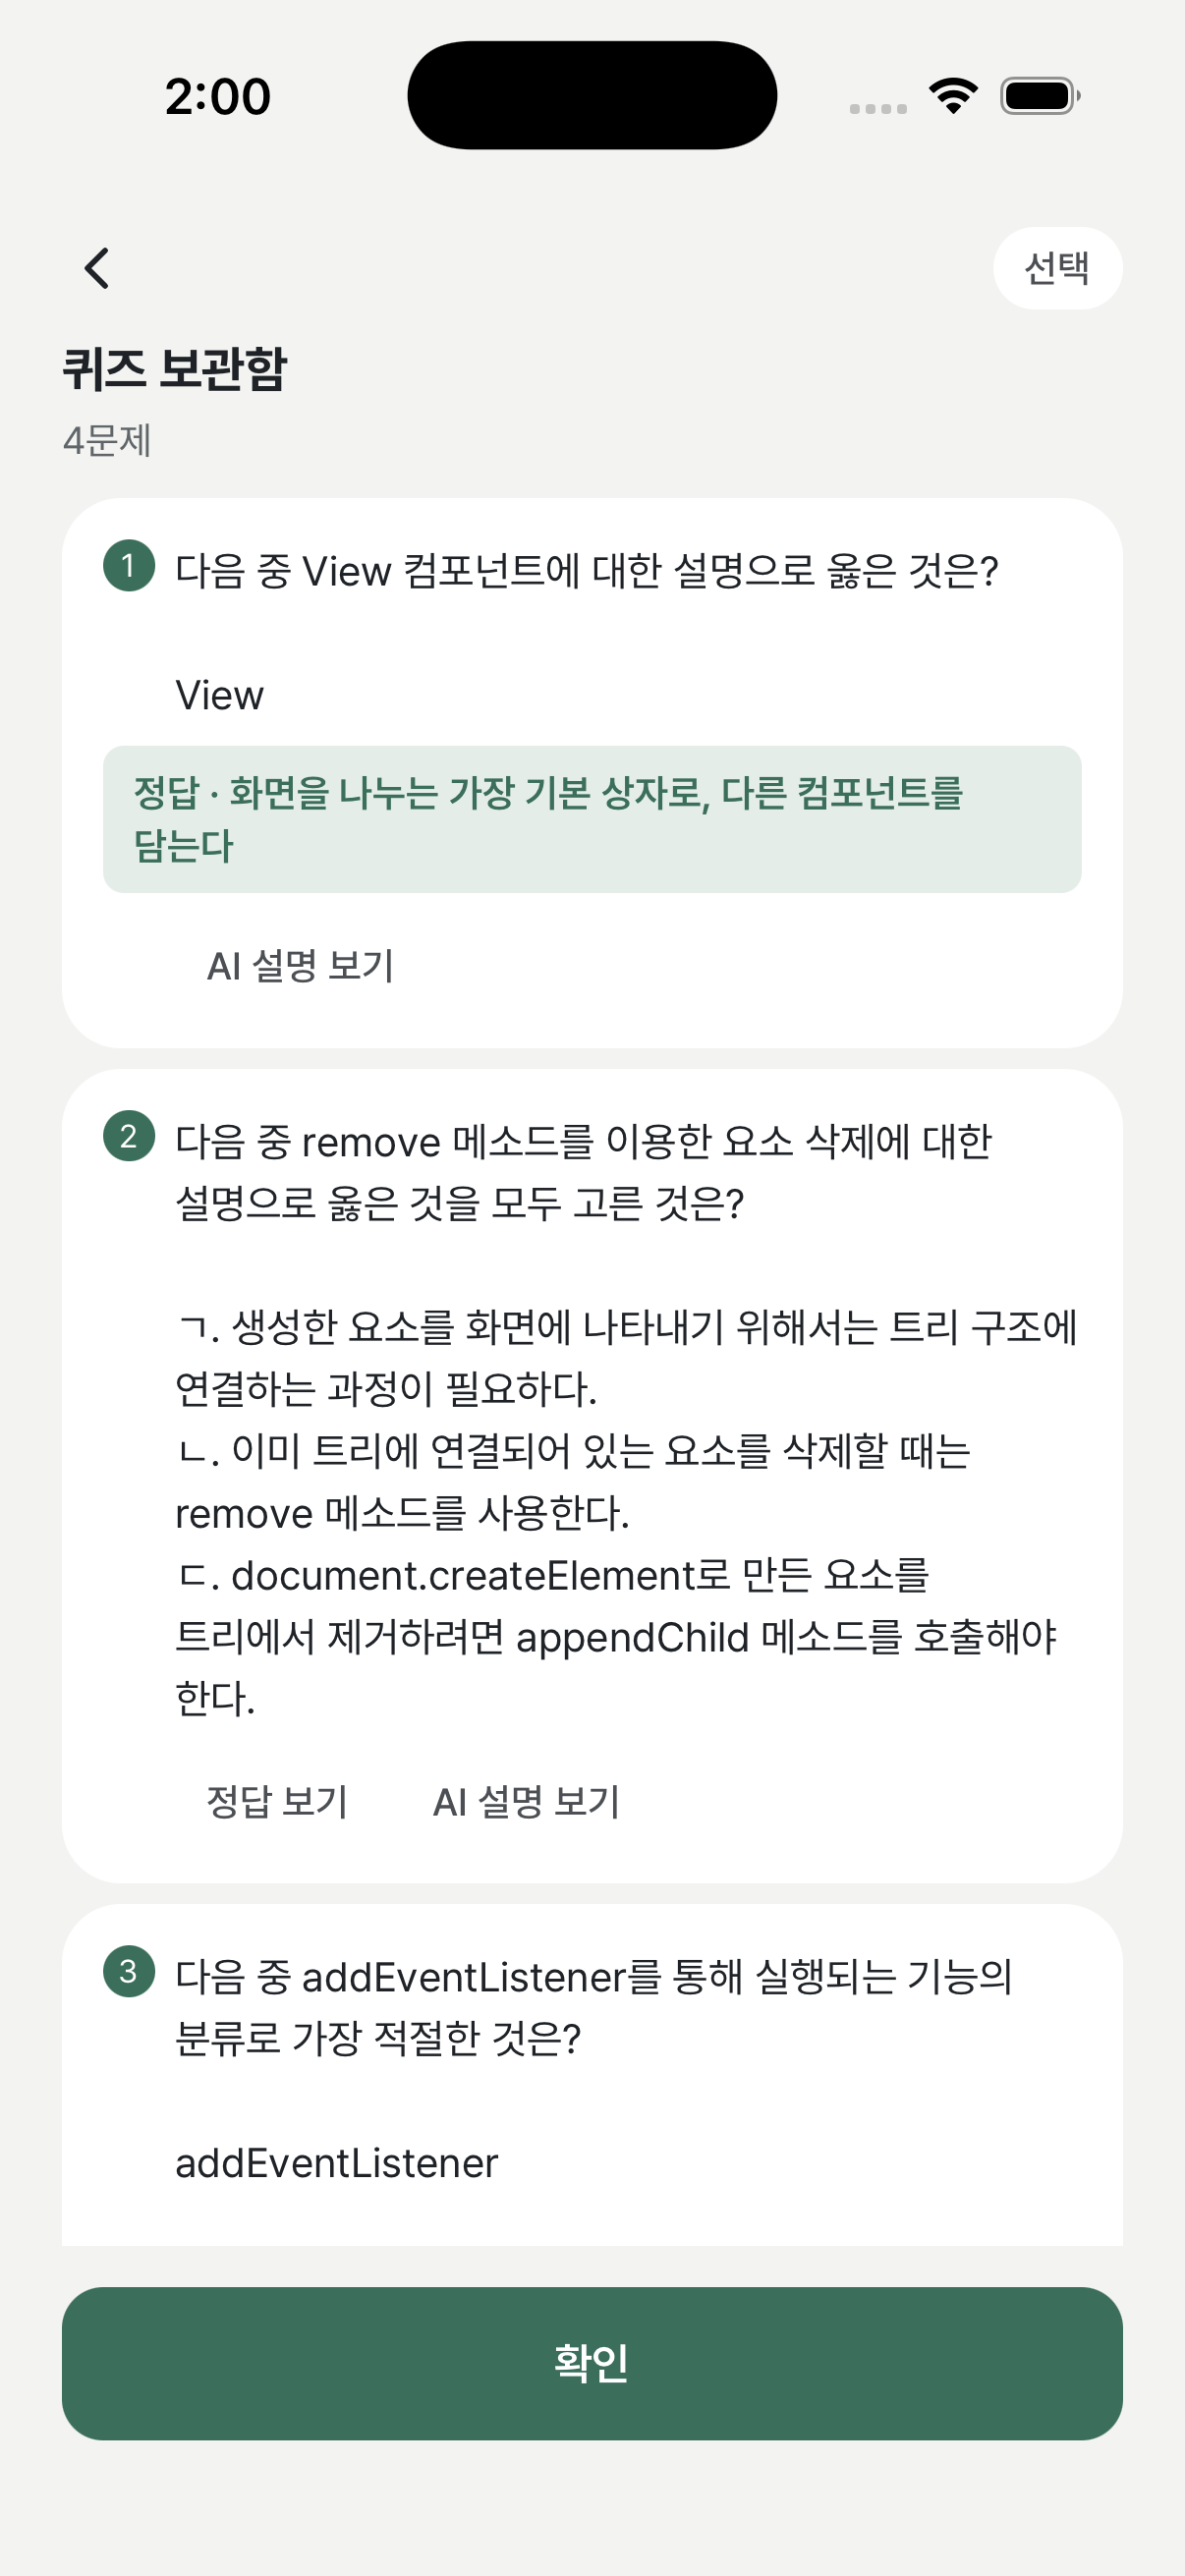 2:00
선택
퀴즈 보관함
4문제
1 다음 중 View 컴포넌트에 대한 설명으로 옳은 것은?
View
정답 · 화면을 나누는 가장 기본 상자로, 다른 컴포넌트를
담는다
AI 설명 보기
2 다음 중 remove 메소드를 이용한 요소 삭제에 대한
설명으로 옳은 것을 모두 고른 것은?
ㄱ. 생성한 요소를 화면에 나타내기 위해서는 트리 구조에
연결하는 과정이 필요하다.
ㄴ. 이미 트리에 연결되어 있는 요소를 삭제할 때는
remove 메소드를 사용한다.
ㄷ. document.createElement로 만든 요소를
트리에서 제거하려면 appendChild 메소드를 호출해야
한다.
정답 보기 AI 설명 보기
3 다음 중 addEventListener를 통해 실행되는 기능의
분류로 가장 적절한 것은?
addEventListener
확인